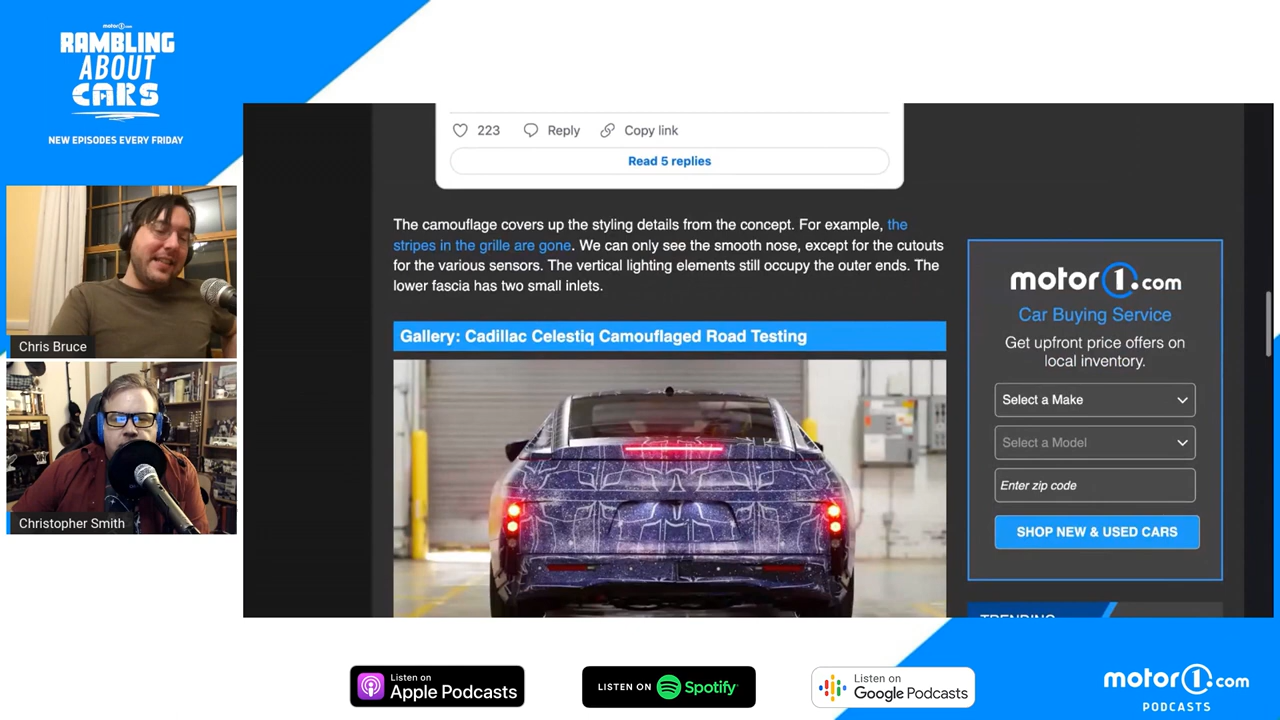 motor1.com
RAMBLING
ABOUT
CARS
NEW EPISODES EVERY FRIDAY
Chris Bruce
Christopher Smith
223
Reply
Copy link
Read 5 replies
The camouflage covers up the styling details from the concept. For example, the
stripes in the grille are gone. We can only see the smooth nose, except for the cutouts
for the various sensors. The vertical lighting elements still occupy the outer ends. The
lower fascia has two small inlets.
Gallery: Cadillac Celestiq Camouflaged Road Testing
motor1.com
Car Buying Service
Get upfront price offers on
local inventory.
Select a Make
Select a Model
Enter zip code
SHOP NEW & USED CARS
TRENDING
Listen on
Apple Podcasts
LISTEN ON Spotify
Listen on
Google Podcasts
motor1.com
PODCASTS